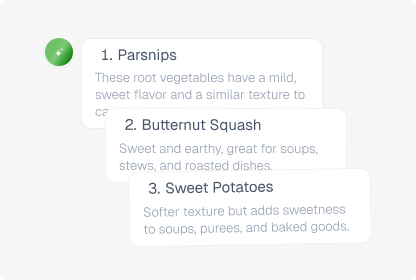 1. Parsnips
These root vegetables have a mild,
sweet flavor and a similar texture to
2. Butternut Squash
Sweet and earthy, great for soups,
stews, and roasted dishes.
3. Sweet Potatoes
Softer texture but adds sweetness
to soups, purees, and baked goods.